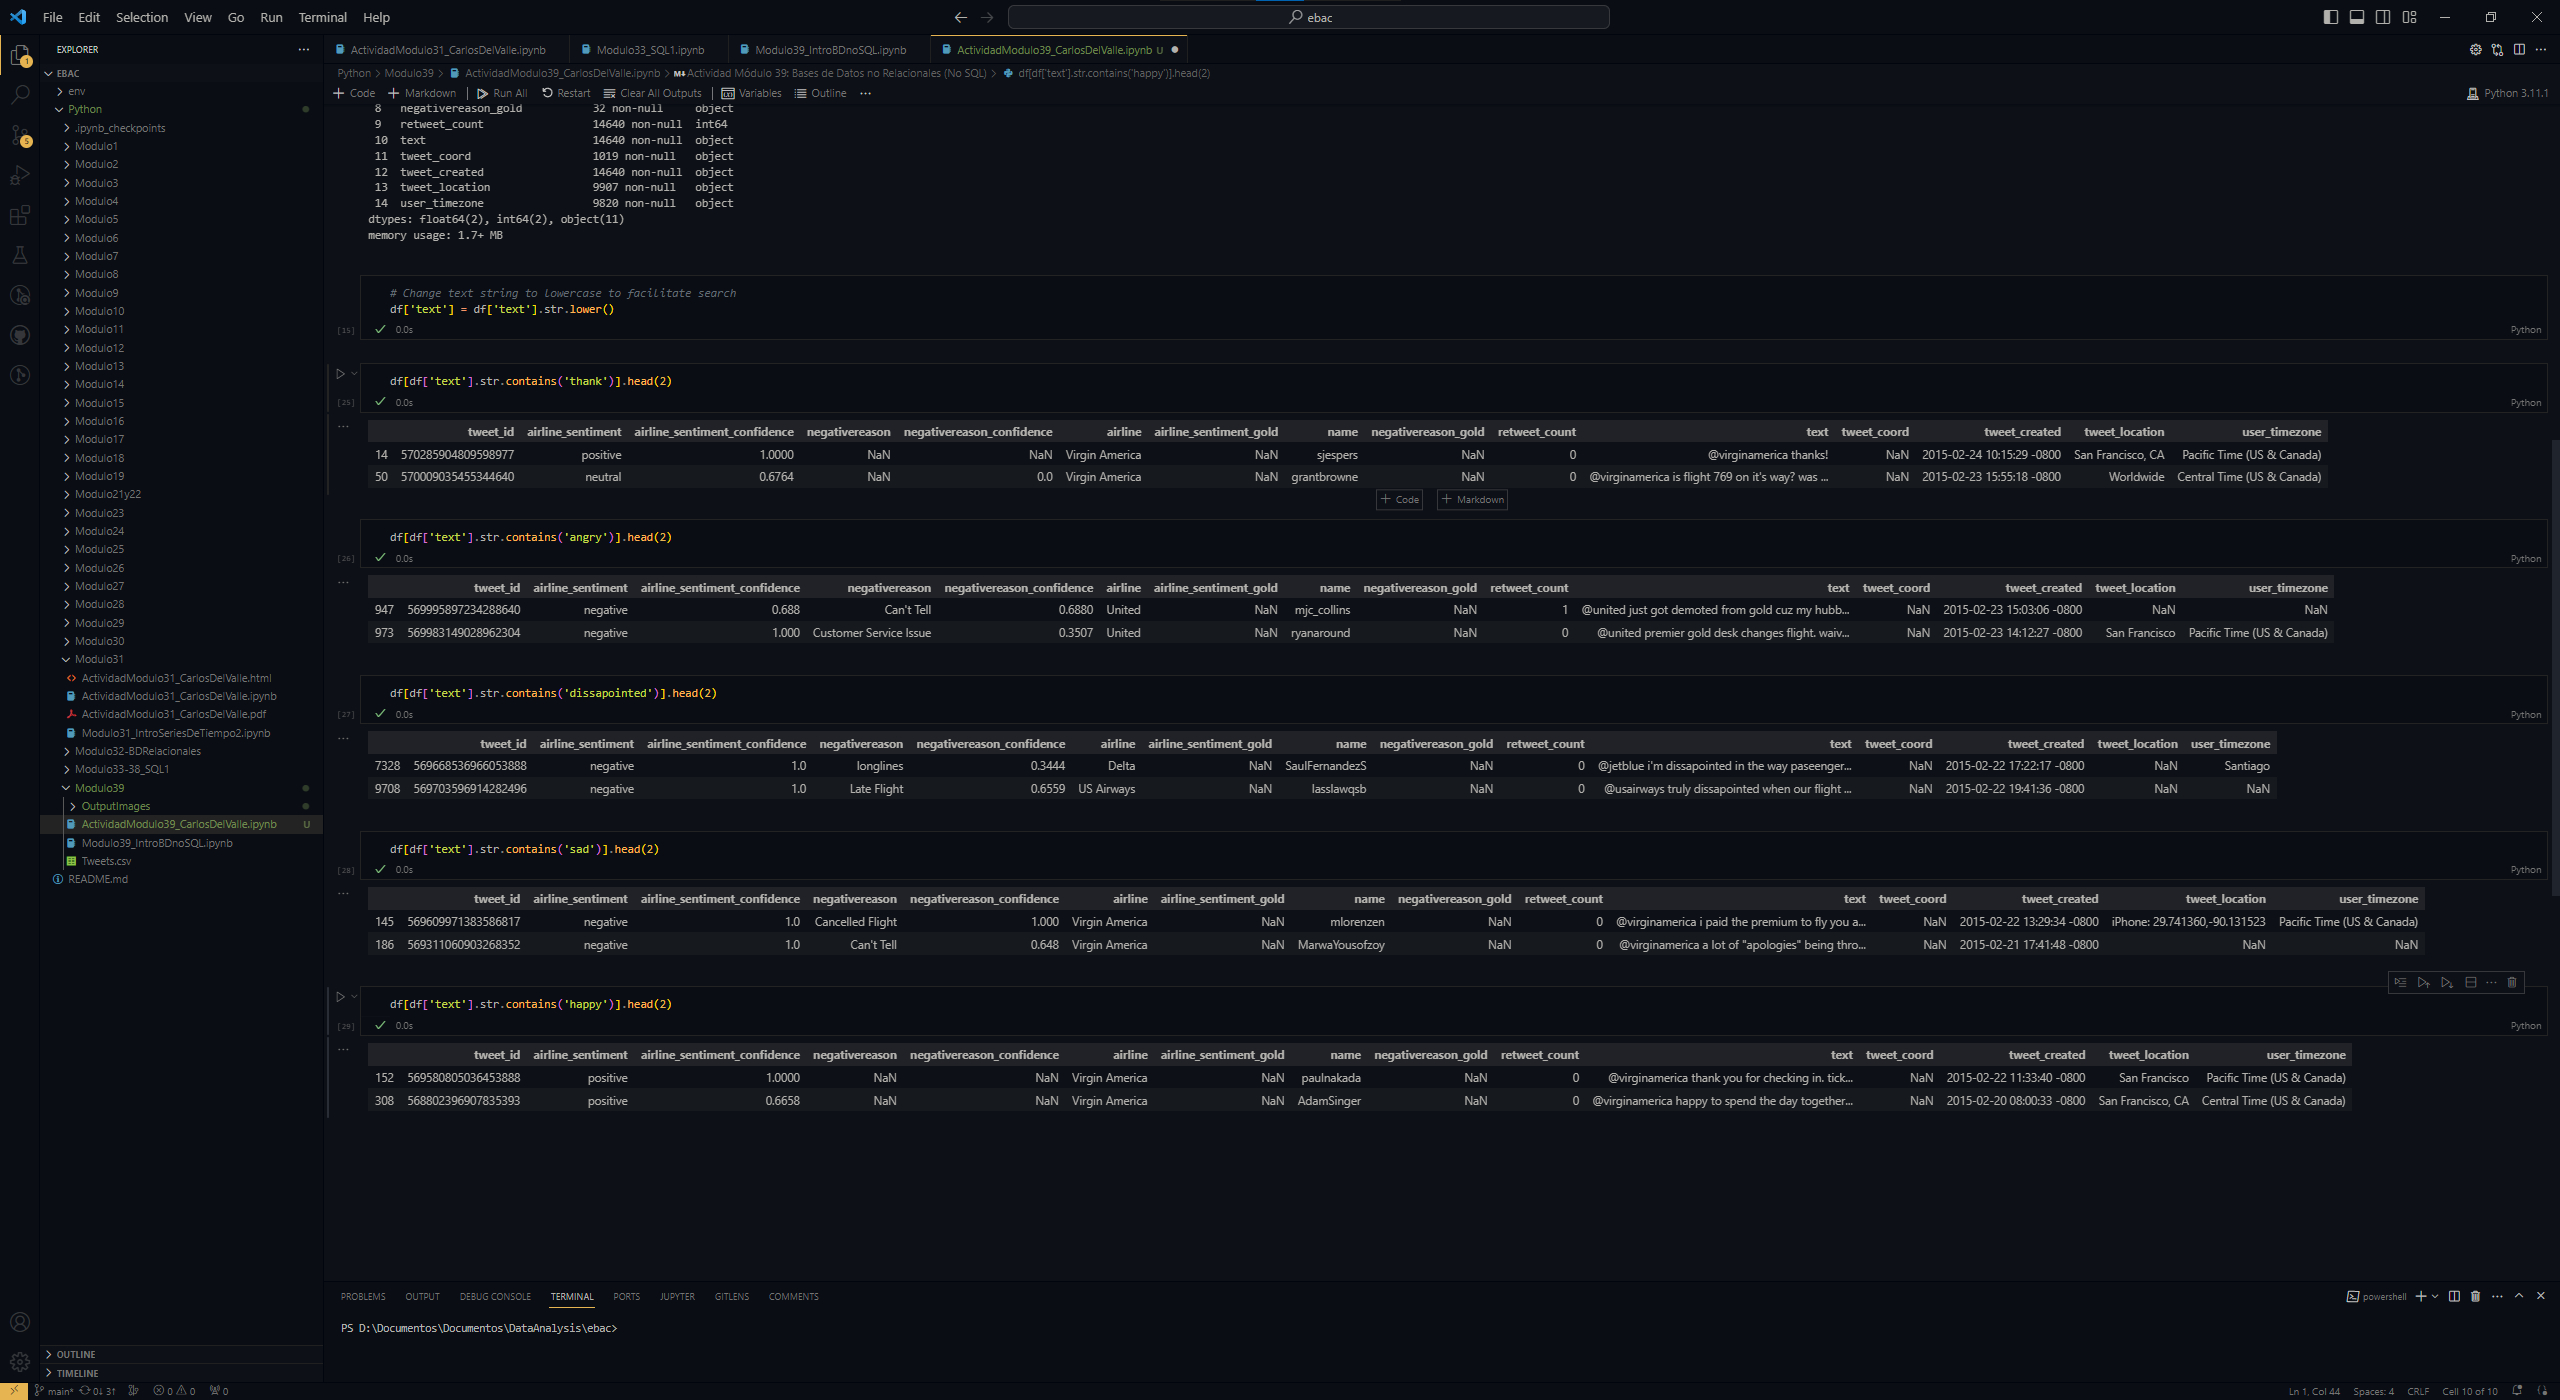 File Edit Selection View Go Run Terminal Help
ebac
EXPLORER
ActividadModulo31_CarlosDelValle.ipynb
Modulo33_SQL1.ipynb
Modulo39_IntroBDnoSQL.ipynb
ActividadModulo39_CarlosDelValle.ipynb U
EBAC
env
Python
.ipynb_checkpoints
Modulo1
Modulo2
Modulo3
Modulo4
Modulo5
Modulo6
Modulo7
Modulo8
Modulo9
Modulo10
Modulo11
Modulo12
Modulo13
Modulo14
Modulo15
Modulo16
Modulo17
Modulo18
Modulo19
Modulo21y22
Modulo23
Modulo24
Modulo25
Modulo26
Modulo27
Modulo28
Modulo29
Modulo30
Modulo31
ActividadModulo31_CarlosDelValle.html
ActividadModulo31_CarlosDelValle.ipynb
ActividadModulo31_CarlosDelValle.pdf
Modulo31_IntroSeriesDeTiempo2.ipynb
Modulo32-BDRelacionales
Modulo33-38_SQL1
Modulo39
OutputImages
ActividadModulo39_CarlosDelValle.ipynb U
Modulo39_IntroBDnoSQL.ipynb
Tweets.csv
README.md
OUTLINE
TIMELINE
Python > Modulo39 > ActividadModulo39_CarlosDelValle.ipynb > M↓Actividad Módulo 39: Bases de Datos no Relacionales (No SQL) > df[df['text'].str.contains('happy')].head(2)
+ Code + Markdown | Run All Restart Clear All Outputs | Variables Outline ...
Python 3.11.1
8 negativereason_gold 32 non-null object
9 retweet_count 14640 non-null int64
10 text 14640 non-null object
11 tweet_coord 1019 non-null object
12 tweet_created 14640 non-null object
13 tweet_location 9907 non-null object
14 user_timezone 9820 non-null object
dtypes: float64(2), int64(2), object(11)
memory usage: 1.7+ MB
# Change text string to lowercase to facilitate search
df['text'] = df['text'].str.lower()
[15] 0.0s Python
df[df['text'].str.contains('thank')].head(2)
[25] 0.0s Python
tweet_id airline_sentiment airline_sentiment_confidence negativereason negativereason_confidence airline airline_sentiment_gold name negativereason_gold retweet_count text tweet_coord tweet_created tweet_location user_timezone
14 570285904809598977 positive 1.0000 NaN NaN Virgin America NaN sjespers NaN 0 @virginamerica thanks! NaN 2015-02-24 10:15:29 -0800 San Francisco, CA Pacific Time (US & Canada)
50 570009035455344640 neutral 0.6764 NaN 0.0 Virgin America NaN grantbrowne NaN 0 @virginamerica is flight 769 on it's way? was ... NaN 2015-02-23 15:55:18 -0800 Worldwide Central Time (US & Canada)
+ Code + Markdown
df[df['text'].str.contains('angry')].head(2)
[26] 0.0s Python
tweet_id airline_sentiment airline_sentiment_confidence negativereason negativereason_confidence airline airline_sentiment_gold name negativereason_gold retweet_count text tweet_coord tweet_created tweet_location user_timezone
947 569995897234288640 negative 0.688 Can't Tell 0.6880 United NaN mjc_collins NaN 1 @united just got demoted from gold cuz my hubb... NaN 2015-02-23 15:03:06 -0800 NaN NaN
973 569983149028962304 negative 1.000 Customer Service Issue 0.3507 United NaN ryanaround NaN 0 @united premier gold desk changes flight. waiv... NaN 2015-02-23 14:12:27 -0800 San Francisco Pacific Time (US & Canada)
df[df['text'].str.contains('dissapointed')].head(2)
[27] 0.0s Python
tweet_id airline_sentiment airline_sentiment_confidence negativereason negativereason_confidence airline airline_sentiment_gold name negativereason_gold retweet_count text tweet_coord tweet_created tweet_location user_timezone
7328 569668536966053888 negative 1.0 longlines 0.3444 Delta NaN SaulFernandezS NaN 0 @jetblue i'm dissapointed in the way paseenger... NaN 2015-02-22 17:22:17 -0800 NaN Santiago
9708 569703596914282496 negative 1.0 Late Flight 0.6559 US Airways NaN lasslawqsb NaN 0 @usairways truly dissapointed when our flight ... NaN 2015-02-22 19:41:36 -0800 NaN NaN
df[df['text'].str.contains('sad')].head(2)
[28] 0.0s Python
tweet_id airline_sentiment airline_sentiment_confidence negativereason negativereason_confidence airline airline_sentiment_gold name negativereason_gold retweet_count text tweet_coord tweet_created tweet_location user_timezone
145 569609971383586817 negative 1.0 Cancelled Flight 1.000 Virgin America NaN mlorenzen NaN 0 @virginamerica i paid the premium to fly you a... NaN 2015-02-22 13:29:34 -0800 iPhone: 29.741360,-90.131523 Pacific Time (US & Canada)
186 569311060903268352 negative 1.0 Can't Tell 0.648 Virgin America NaN MarwaYousofzoy NaN 0 @virginamerica a lot of "apologies" being thro... NaN 2015-02-21 17:41:48 -0800 NaN NaN
df[df['text'].str.contains('happy')].head(2)
[29] 0.0s Python
tweet_id airline_sentiment airline_sentiment_confidence negativereason negativereason_confidence airline airline_sentiment_gold name negativereason_gold retweet_count text tweet_coord tweet_created tweet_location user_timezone
152 569580805036453888 positive 1.0000 NaN NaN Virgin America NaN paulnakada NaN 0 @virginamerica thank you for checking in. tick... NaN 2015-02-22 11:33:40 -0800 San Francisco Pacific Time (US & Canada)
308 568802396907835393 positive 0.6658 NaN NaN Virgin America NaN AdamSinger NaN 0 @virginamerica happy to spend the day together... NaN 2015-02-20 08:00:33 -0800 San Francisco, CA Central Time (US & Canada)
PROBLEMS OUTPUT DEBUG CONSOLE TERMINAL PORTS JUPYTER GITLENS COMMENTS
powershell
PS D:\Documentos\Documentos\DataAnalysis\ebac>
main* 0↓ 3↑ 0 0 0
Ln 1, Col 44 Spaces: 4 CRLF Cell 10 of 10